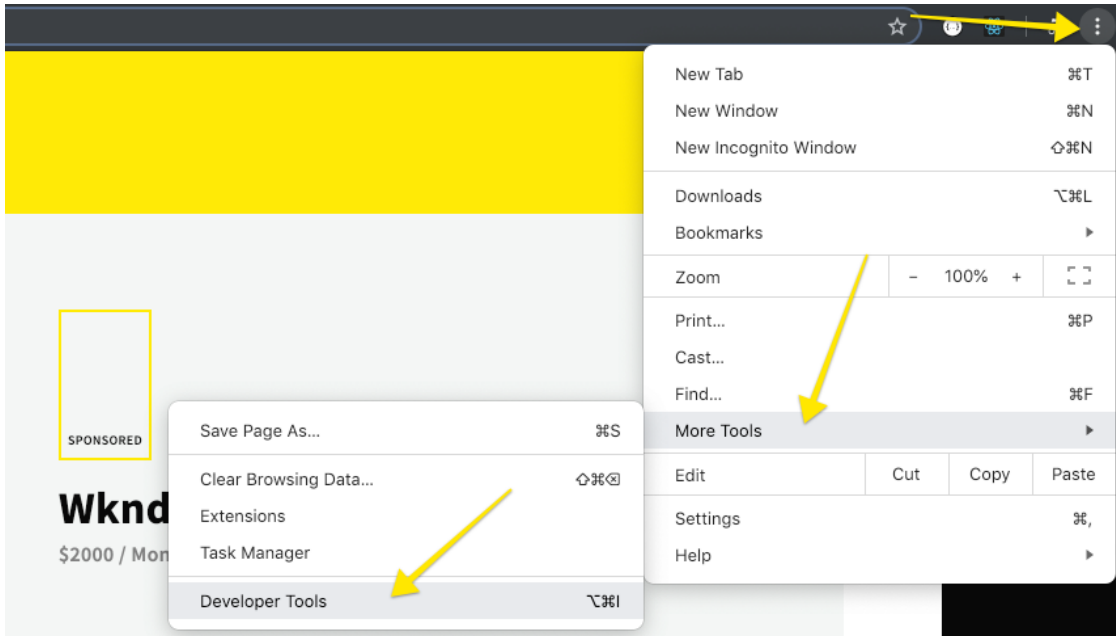 New Tab ⌘T
New Window ⌘N
New Incognito Window ⇧⌘N
Downloads ⌥⌘L
Bookmarks
Zoom - 100% +
Print... ⌘P
Cast...
Find... ⌘F
More Tools
Edit Cut Copy Paste
Settings ⌘,
Help
Save Page As... ⌘S
Clear Browsing Data... ⇧⌘⌫
Extensions
Task Manager
Developer Tools ⌥⌘I
SPONSORED
Wknd
$2000 / Mon